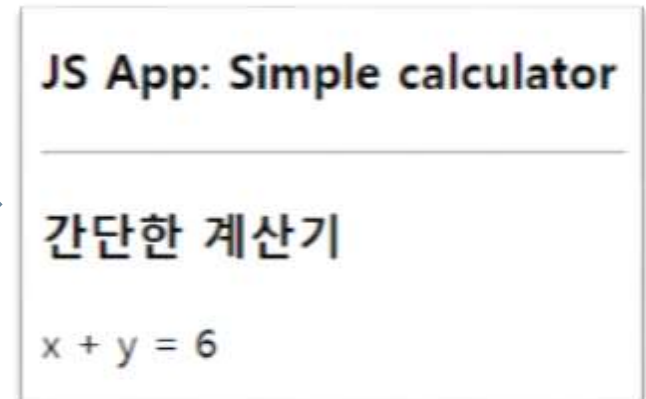 JS App: Simple calculator
간단한 계산기
x + y = 6